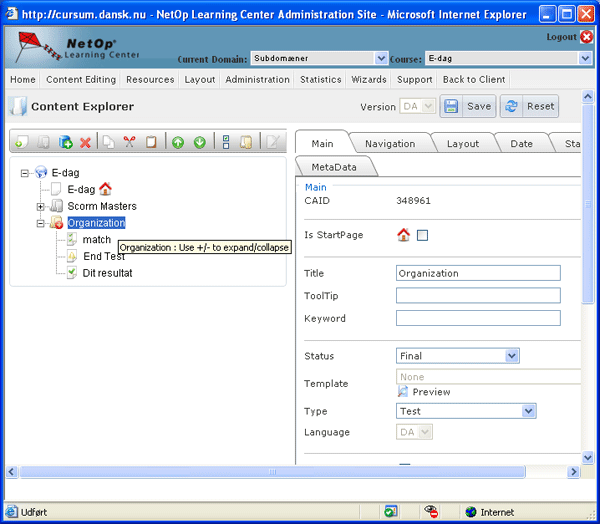 http://cursum.dansk.nu - NetOp Learning Center Administration Site - Microsoft Internet Explorer
NetOp®
Learning Center
Logout
Current Domain: Subdomæner Course: E-dag
Home Content Editing Resources Layout Administration Statistics Wizards Support Back to Client
Content Explorer
Version DA Save Reset
Main Navigation Layout Date Sta
MetaData
E-dag
E-dag
Scorm Masters
Organization
match
Organization : Use +/- to expand/collapse
End Test
Dit resultat
Main
CAID 348961
Is StartPage
Title Organization
ToolTip
Keyword
Status Final
Template None
Preview
Type Test
Language DA
Udført Internet